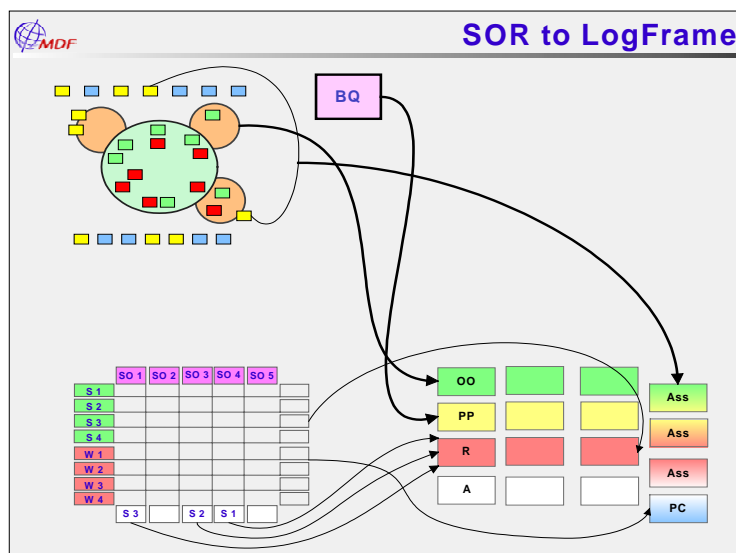 MDF
SOR to LogFrame
BQ
SO 1 SO 2 SO 3 SO 4 SO 5
S 1
S 2
S 3
S 4
W 1
W 2
W 3
W 4
S 3 S 2 S 1
OO
PP
R
A
Ass
Ass
Ass
PC